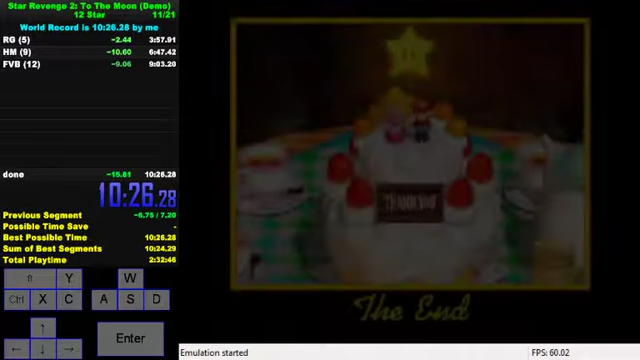 Star Revenge 2: To The Moon (Demo)
12 Star 11/21
World Record is 10:26.28 by me
RG (5) -2.44 3:57.91
HM (9) -10.60 6:47.42
FVB (12) -9.06 9:03.20
done -15.81 10:26.28
10:26.28
Previous Segment -6.75 / 7.20
Possible Time Save -
Best Possible Time 10:26.28
Sum of Best Segments 10:24.29
Total Playtime 2:32:46
THANK YOU
The End
⇑ Y W
Ctrl X C A S D
↑ Enter
← ↓ →
Emulation started FPS: 60.02